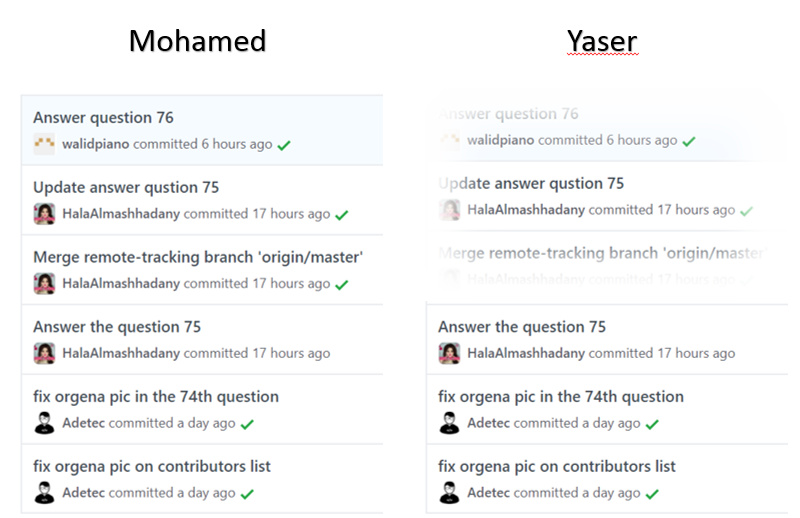 Mohamed
Answer question 76
walidpiano committed 6 hours ago
Update answer qustion 75
HalaAlmashhadany committed 17 hours ago
Merge remote-tracking branch 'origin/master'
HalaAlmashhadany committed 17 hours ago
Answer the question 75
HalaAlmashhadany committed 17 hours ago
fix orgena pic in the 74th question
Adetec committed a day ago
fix orgena pic on contributors list
Adetec committed a day ago
Yaser
Answer question 76
walidpiano committed 6 hours ago
Update answer qustion 75
HalaAlmashhadany committed 17 hours ago
Merge remote-tracking branch 'origin/master'
HalaAlmashhadany committed 17 hours ago
Answer the question 75
HalaAlmashhadany committed 17 hours ago
fix orgena pic in the 74th question
Adetec committed a day ago
fix orgena pic on contributors list
Adetec committed a day ago